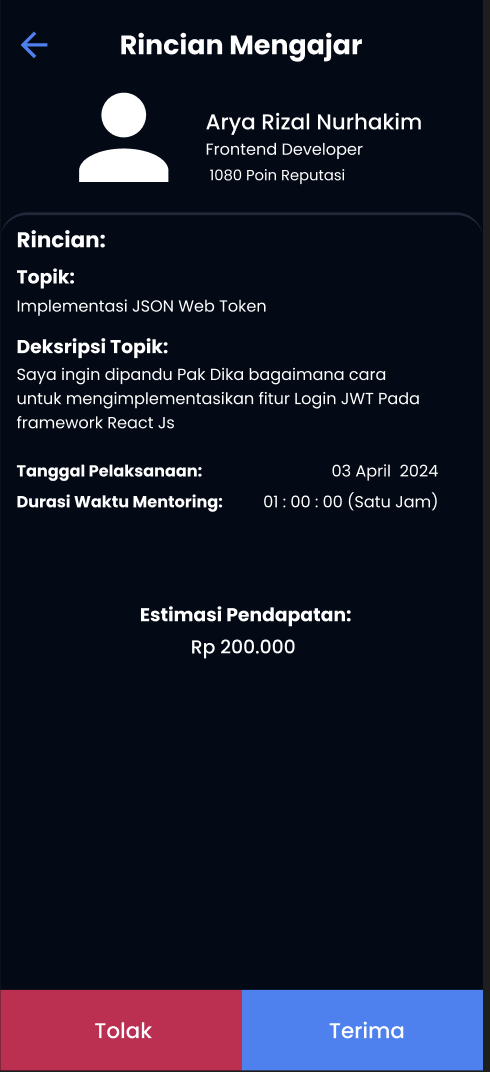 Rincian Mengajar
Arya Rizal Nurhakim
Frontend Developer
1080 Poin Reputasi
Rincian:
Topik:
Implementasi JSON Web Token
Deksripsi Topik:
Saya ingin dipandu Pak Dika bagaimana cara
untuk mengimplementasikan fitur Login JWT Pada
framework React Js
Tanggal Pelaksanaan: 03 April 2024
Durasi Waktu Mentoring: 01 : 00 : 00 (Satu Jam)
Estimasi Pendapatan:
Rp 200.000
Tolak Terima